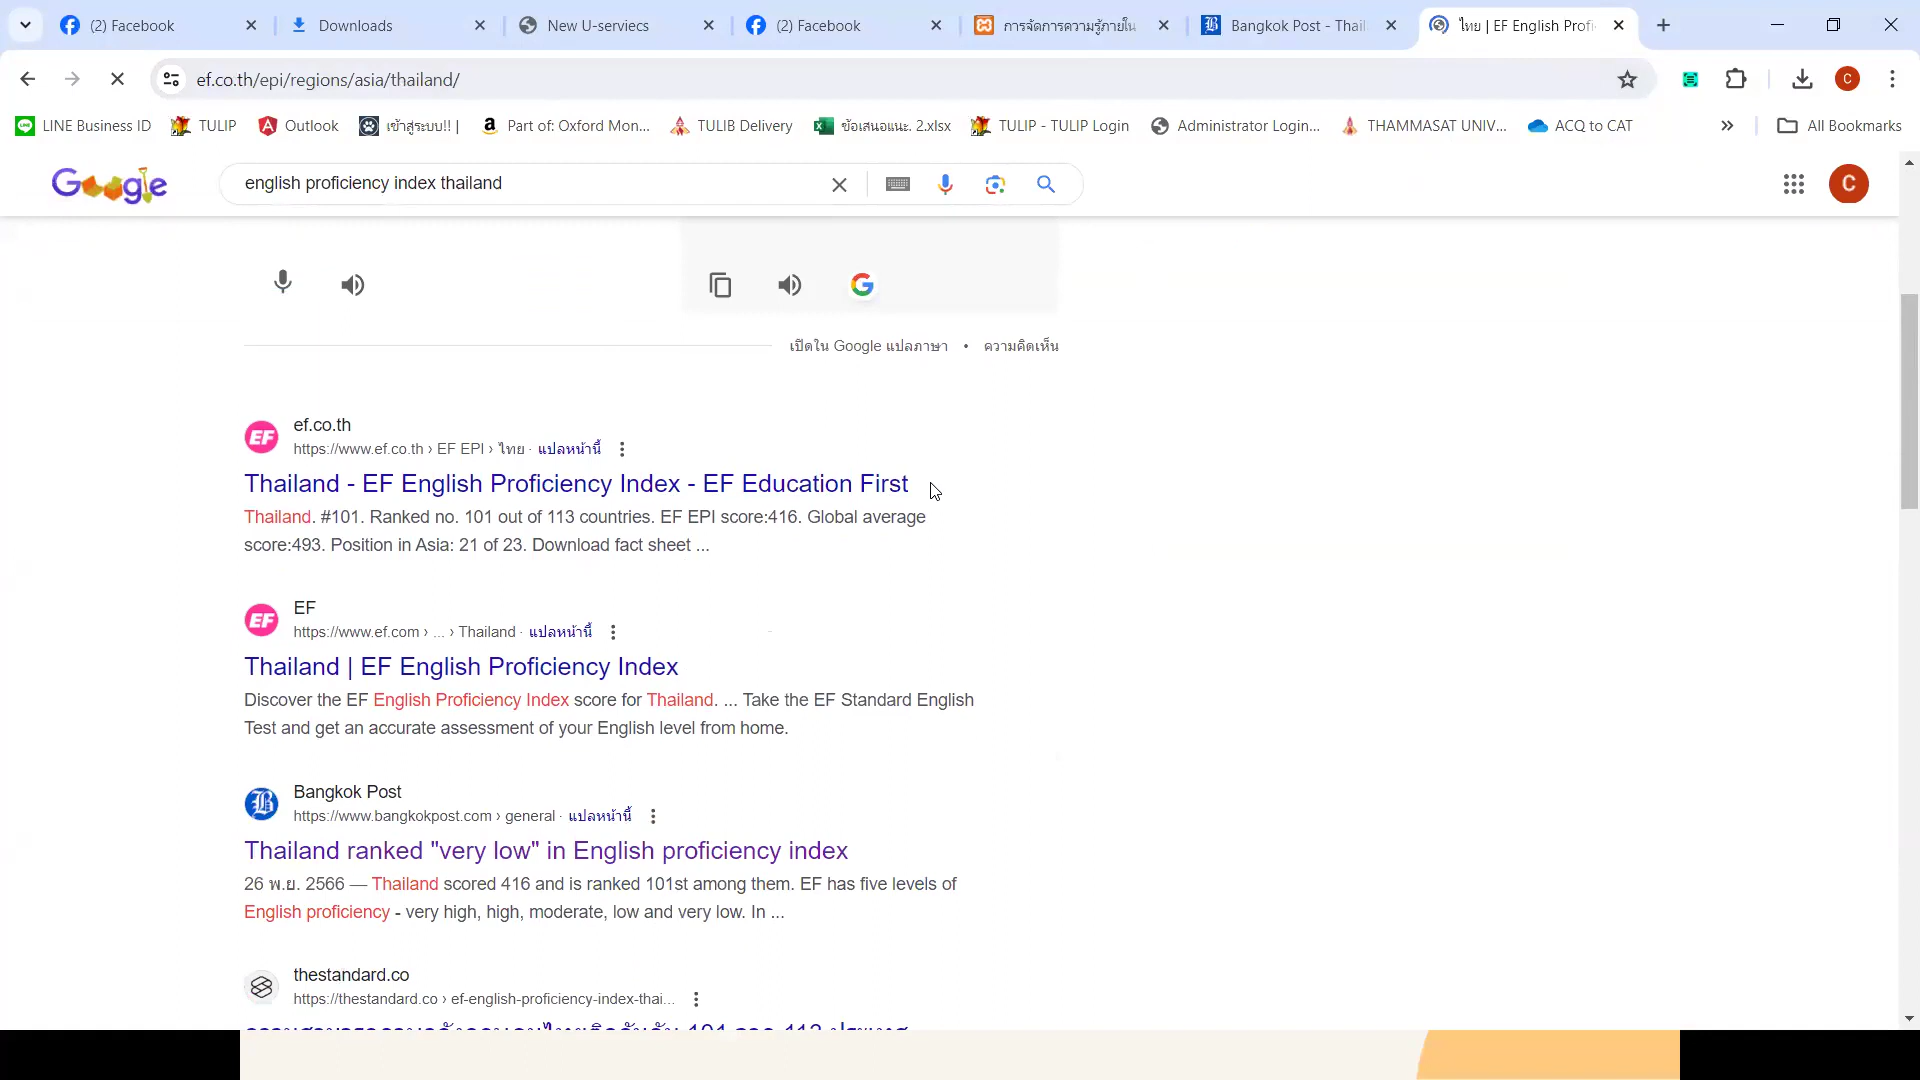 (2) Facebook
Downloads
New U-serviecs
(2) Facebook
การจัดการความรู้ภายใน
Bangkok Post - Thail
ไทย | EF English Profi
ef.co.th/epi/regions/asia/thailand/
C
LINE Business ID
TULIP
Outlook
เข้าสู่ระบบ!! |
Part of: Oxford Mon...
TULIB Delivery
ข้อเสนอแนะ. 2.xlsx
TULIP - TULIP Login
Administrator Login...
THAMMASAT UNIV...
ACQ to CAT
All Bookmarks
Google
english proficiency index thailand
C
เปิดใน Google แปลภาษา • ความคิดเห็น
EF
ef.co.th
https://www.ef.co.th › EF EPI › ไทย · แปลหน้านี้
Thailand - EF English Proficiency Index - EF Education First
Thailand. #101. Ranked no. 101 out of 113 countries. EF EPI score:416. Global average
score:493. Position in Asia: 21 of 23. Download fact sheet ...
EF
EF
https://www.ef.com › ... › Thailand · แปลหน้านี้
Thailand | EF English Proficiency Index
Discover the EF English Proficiency Index score for Thailand. ... Take the EF Standard English
Test and get an accurate assessment of your English level from home.
Bangkok Post
https://www.bangkokpost.com › general · แปลหน้านี้
Thailand ranked "very low" in English proficiency index
26 พ.ย. 2566 — Thailand scored 416 and is ranked 101st among them. EF has five levels of
English proficiency - very high, high, moderate, low and very low. In ...
thestandard.co
https://thestandard.co › ef-english-proficiency-index-thai...